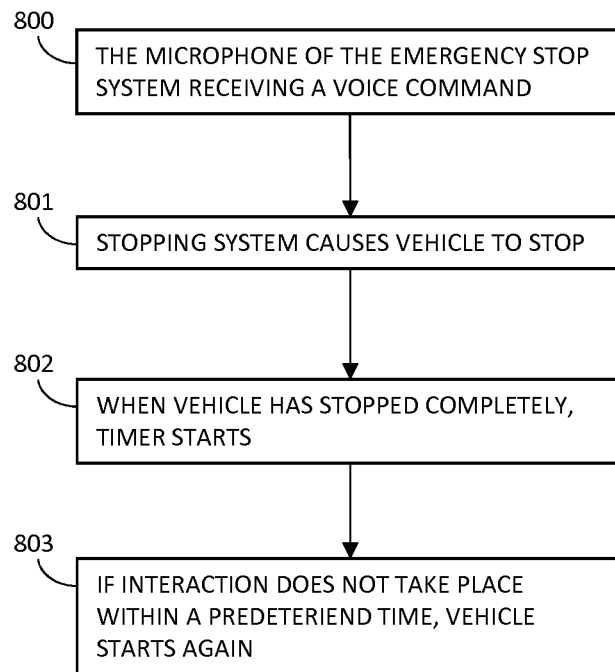 800
THE MICROPHONE OF THE EMERGENCY STOP
SYSTEM RECEIVING A VOICE COMMAND
801
STOPPING SYSTEM CAUSES VEHICLE TO STOP
802
WHEN VEHICLE HAS STOPPED COMPLETELY,
TIMER STARTS
803
IF INTERACTION DOES NOT TAKE PLACE
WITHIN A PREDETERIEND TIME, VEHICLE
STARTS AGAIN